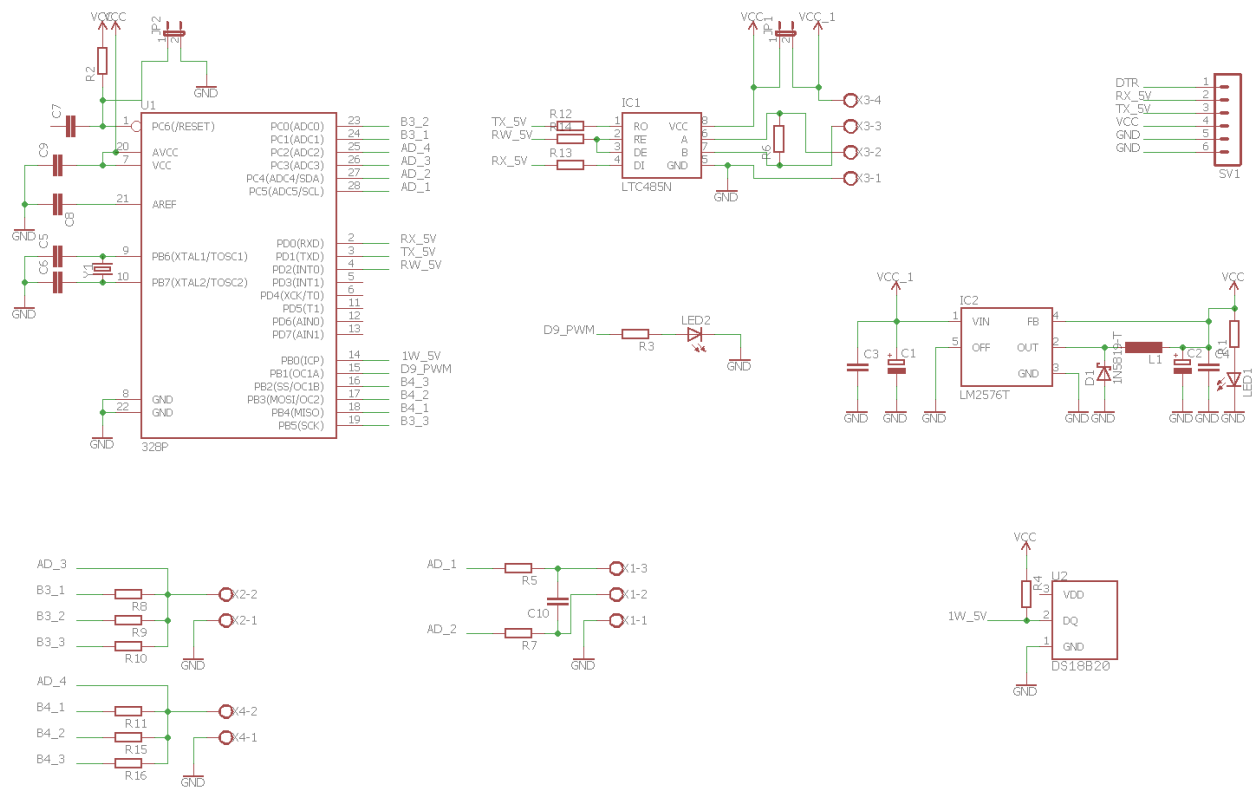 VCC VCC
JP2
1 2
R2
GND
C7
U1
1 PC6(/RESET) PC0(ADC0) 23 B3_2
PC1(ADC1) 24 B3_1
20 AVCC PC2(ADC2) 25 AD_4
C9 7 VCC PC3(ADC3) 26 AD_3
PC4(ADC4/SDA) 27 AD_2
PC5(ADC5/SCL) 28 AD_1
21 AREF
C8
GND
PD0(RXD) 2 RX_5V
C5 9 PB6(XTAL1/TOSC1) PD1(TXD) 3 TX_5V
Y1 PD2(INT0) 4 RW_5V
C6 10 PB7(XTAL2/TOSC2) PD3(INT1) 5
PD4(XCK/T0) 6
GND PD5(T1) 11
PD6(AIN0) 12
PD7(AIN1) 13
PB0(ICP) 14 1W_5V
PB1(OC1A) 15 D9_PWM
PB2(SS/OC1B) 16 B4_3
8 GND PB3(MOSI/OC2) 17 B4_2
22 GND PB4(MISO) 18 B4_1
PB5(SCK) 19 B3_3
GND
328P
VCC JP1 VCC_1
1 2
IC1
X3-4
TX_5V R12 1 RO VCC 8
X3-3
RW_5V R14 2 RE A 6
3 DE B 7 R6 X3-2
RX_5V R13 4 DI GND 5
X3-1
LTC485N
GND
DTR 1
RX_5V 2
TX_5V 3
VCC 4
GND 5
GND 6
SV1
D9_PWM R3 LED2
GND
VCC_1 VCC
IC2
1 VIN FB 4
5 OFF OUT 2
GND 3
LM2576T
C3 C1 D1 1N5819-T L1 C2 C4 R1 LED1
GND GND GND GND GND GND GND GND
AD_3
B3_1 R8 X2-2
B3_2 R9 X2-1
B3_3 R10
GND
AD_4
B4_1 R11 X4-2
B4_2 R15 X4-1
B4_3 R16
GND
AD_1 R5 X1-3
C10 X1-2
X1-1
AD_2 R7
GND
VCC
R4 U2
3 VDD
1W_5V 2 DQ
1 GND
DS18B20
GND